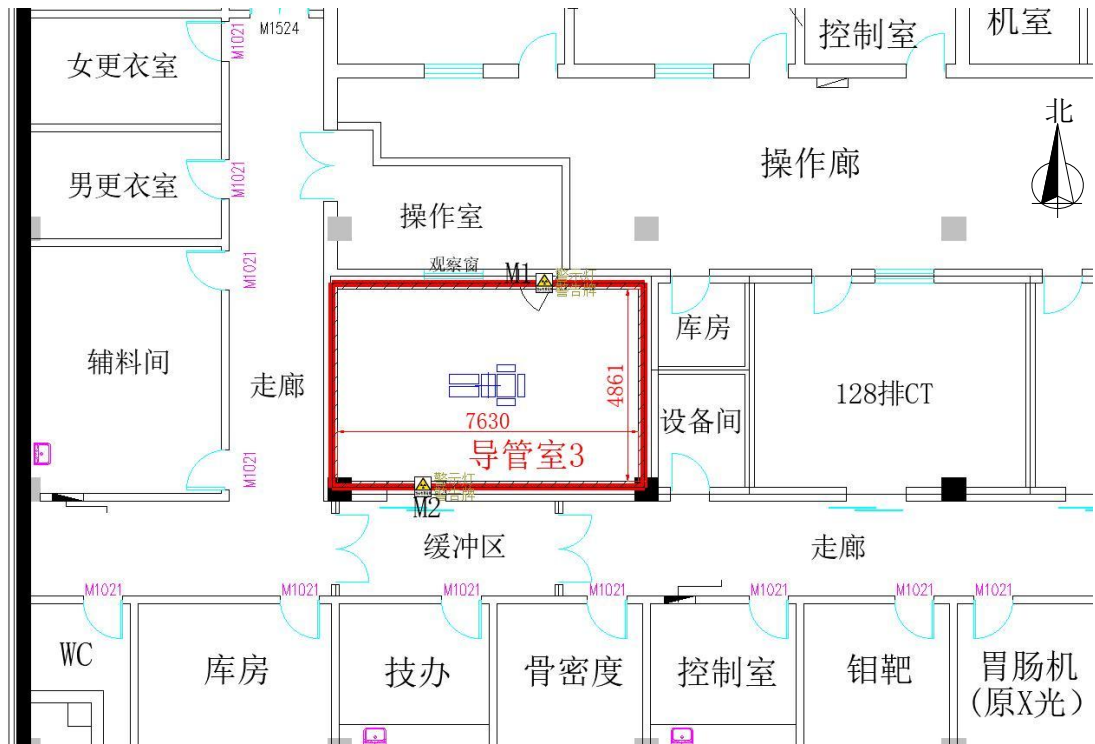 M1524
控制室
机室
M1021
女更衣室
北
男更衣室
M1021
操作廊
操作室
观察窗
M1
警示灯
警告牌
M1021
库房
辅料间
走廊
4861
128排CT
7630
设备间
导管室3
M1021
警示灯
警告牌
M2
缓冲区
走廊
M1021
M1021
M1021
M1021
M1021
M1021
M1021
WC
库房
技办
骨密度
控制室
钼靶
胃肠机
(原X光)